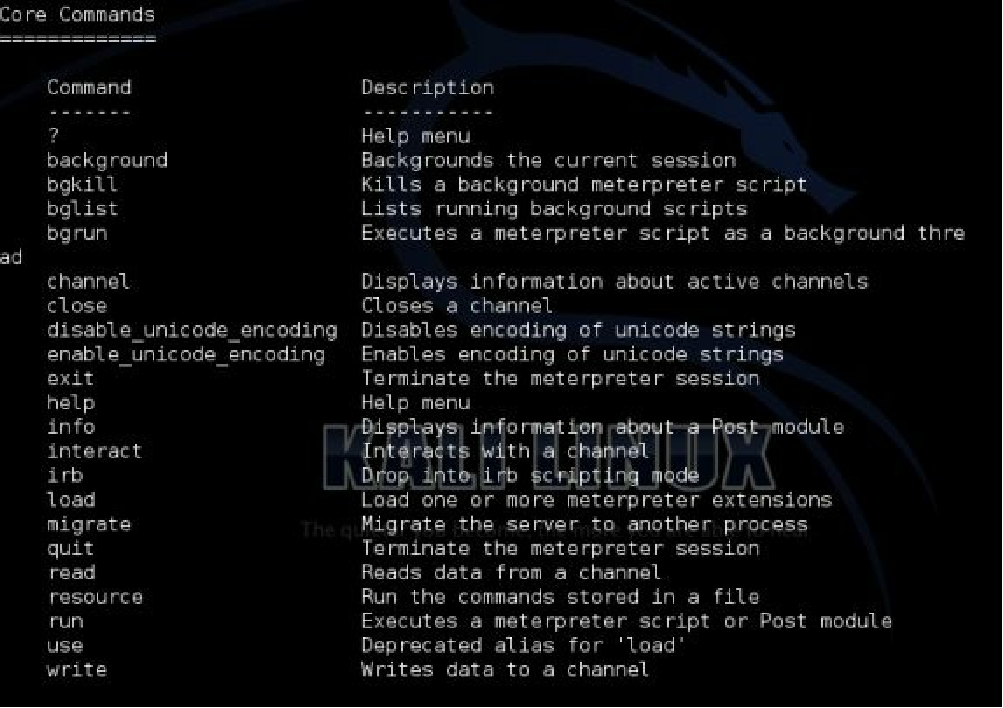 Core Commands
=============
Command Description
------- -----------
? Help menu
background Backgrounds the current session
bgkill Kills a background meterpreter script
bglist Lists running background scripts
bgrun Executes a meterpreter script as a background thre
ad
channel Displays information about active channels
close Closes a channel
disable_unicode_encoding Disables encoding of unicode strings
enable_unicode_encoding Enables encoding of unicode strings
exit Terminate the meterpreter session
help Help menu
info Displays information about a Post module
interact Interacts with a channel
irb Drop into irb scripting mode
load Load one or more meterpreter extensions
migrate Migrate the server to another process
quit Terminate the meterpreter session
read Reads data from a channel
resource Run the commands stored in a file
run Executes a meterpreter script or Post module
use Deprecated alias for 'load'
write Writes data to a channel
KALI LINUX